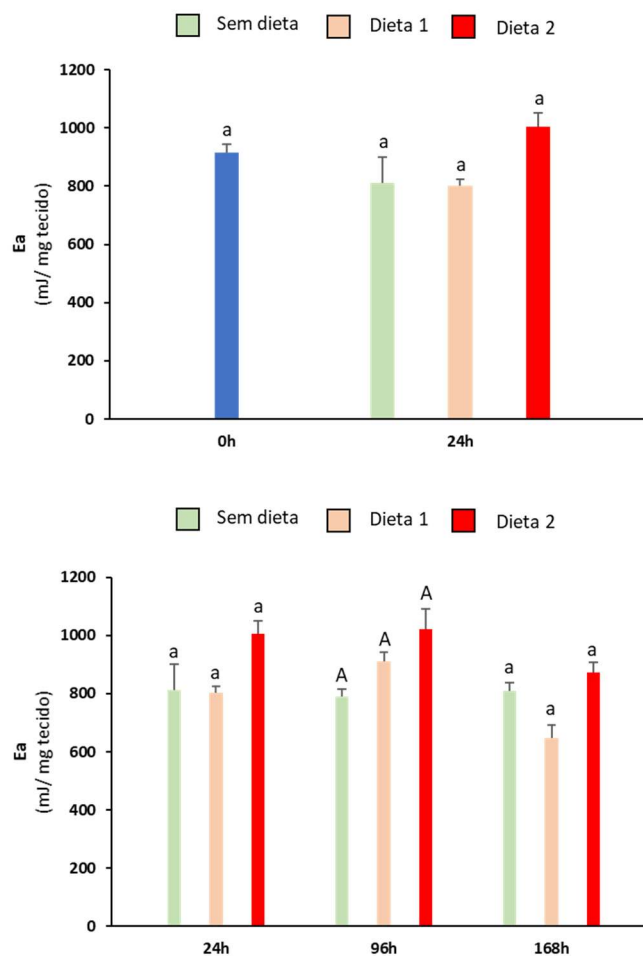 Sem dieta Dieta 1 Dieta 2
1200
1000
800
600
400
200
0
Ea
(mJ/ mg tecido)
a
a
a
a
0h 24h
Sem dieta Dieta 1 Dieta 2
1200
1000
800
600
400
200
0
Ea
(mJ/ mg tecido)
a
a
a
A
A
A
a
a
a
24h 96h 168h